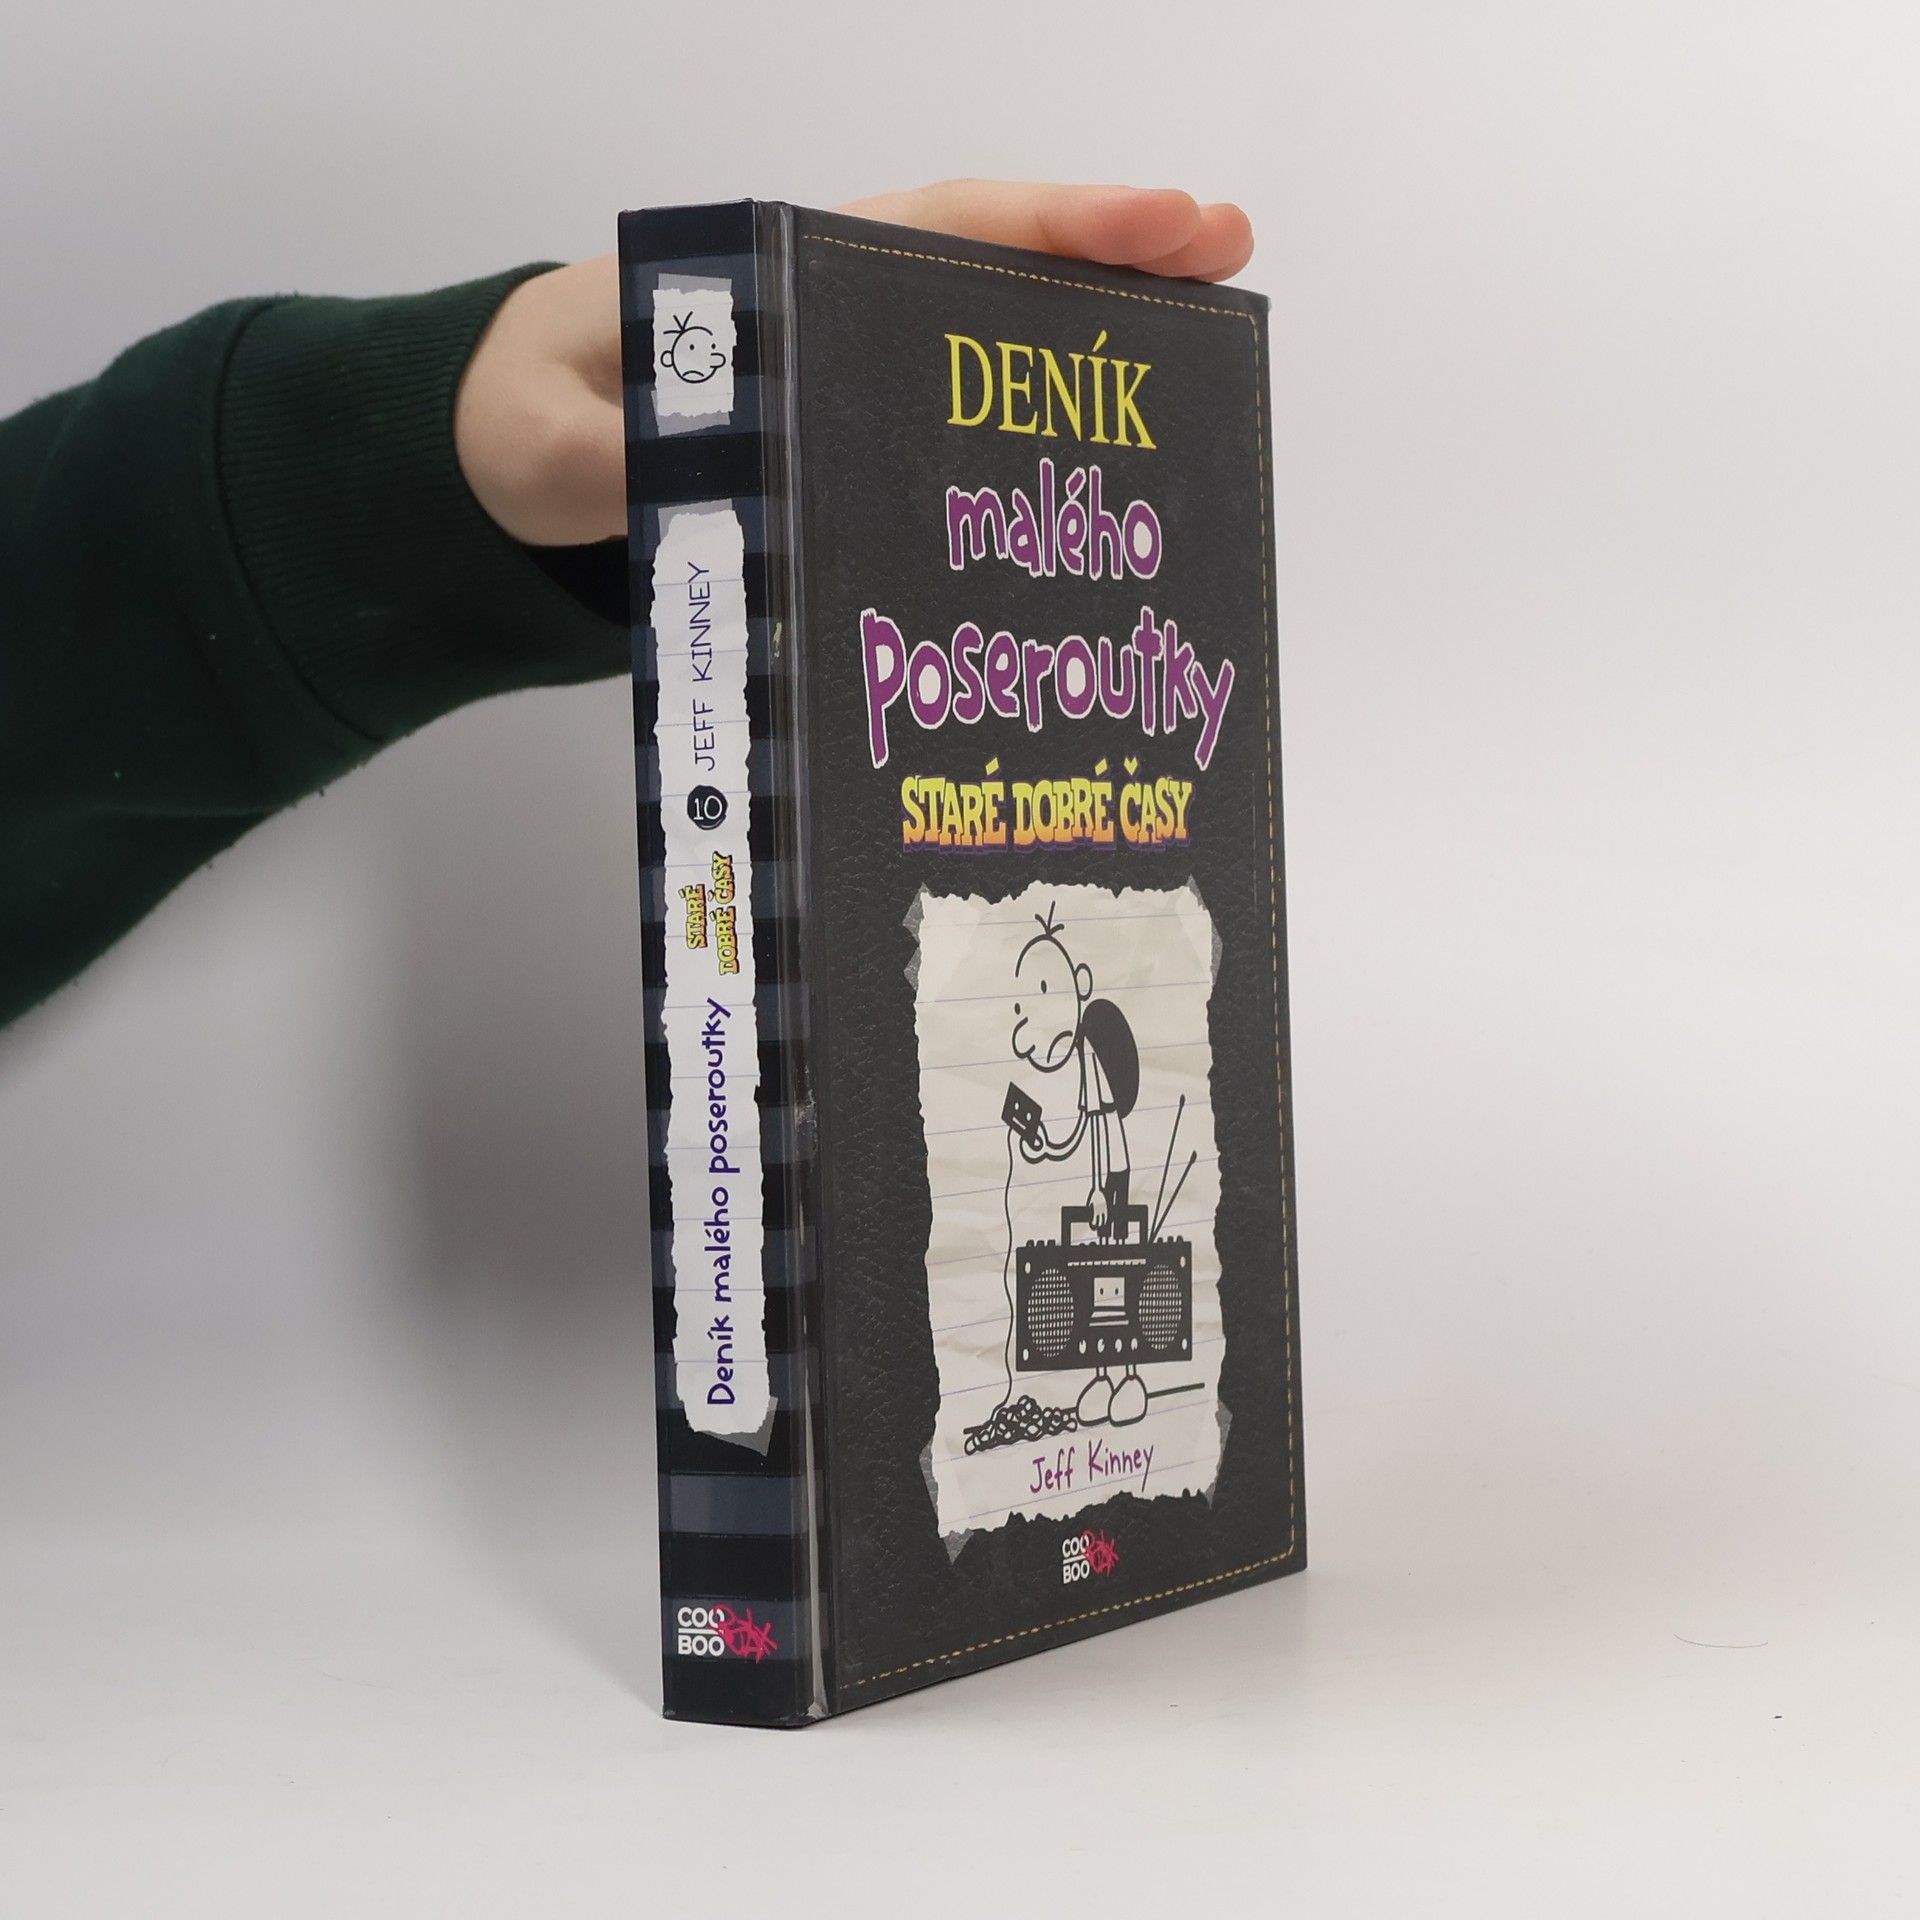 DENÍK
malého
poseroutky
STARÉ DOBRÉ ČASY
Jeff Kinney
COO
BOO
Deník malého poseroutky
STARÉ
DOBRÉ ČASY
10
JEFF KINNEY
COO
BOO